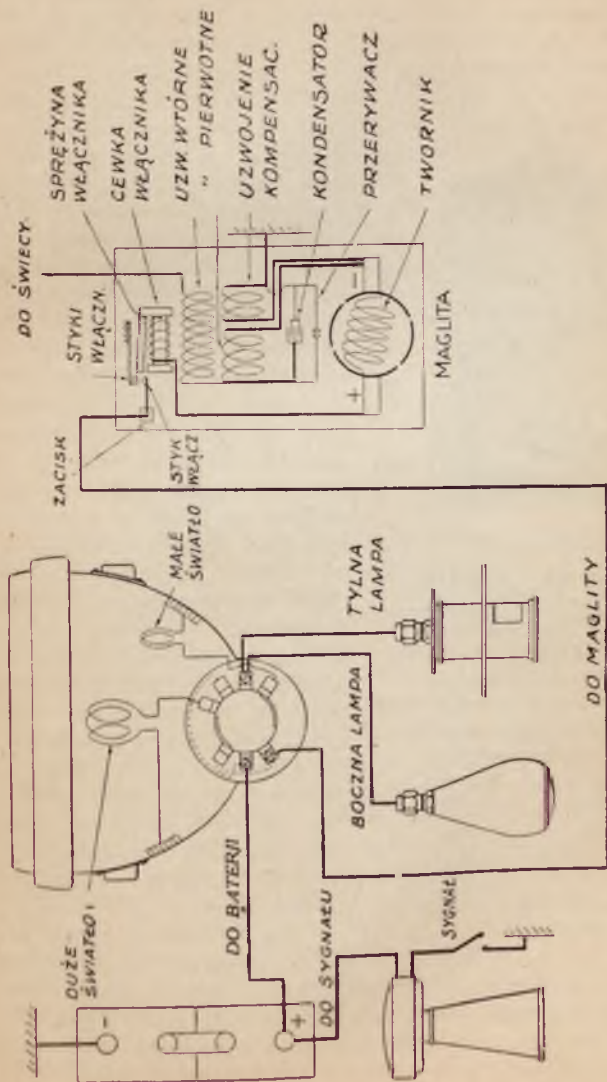 DO ŚWIECY
STYKI
WŁĄCZN.
SPRĘŻYNA
WŁĄCZNIKA
CEWKA
WŁĄCZNIKA
UZW. WTÓRNE
„ PIERWOTNE
UZWOJENIE
KOMPENSAC.
KONDENSATOR
PRZERYWACZ
TWORNIK
ZACISK
STYK
WŁĄCZ
+
-
MAGLITA
DUŻE
ŚWIATŁO
MAŁE
ŚWIATŁO
-
+
DO BATERJI
DO SYGNAŁU
SYGNAŁ
BOCZNA LAMPA
TYLNA
LAMPA
DO MAGLITY